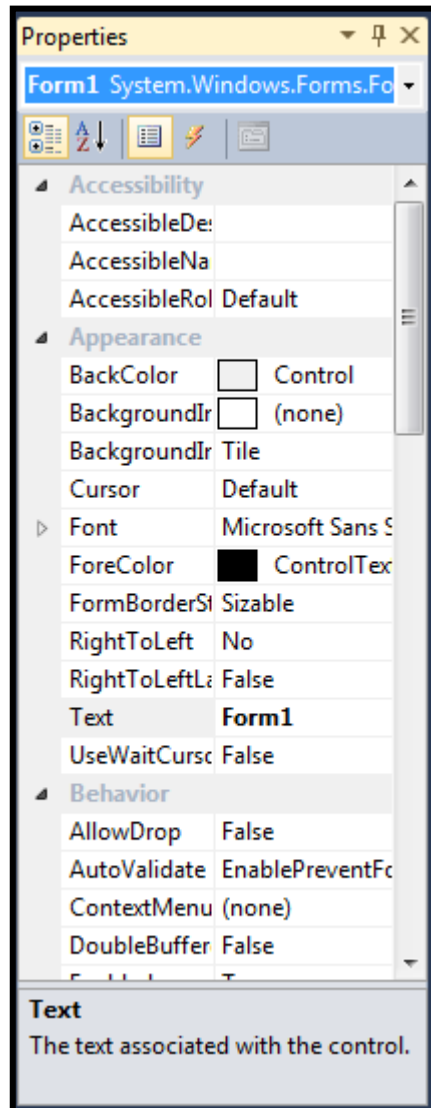 Properties
Form1 System.Windows.Forms.Fo
Accessibility
AccessibleDes
AccessibleNa
AccessibleRol Default
Appearance
BackColor Control
BackgroundIr (none)
BackgroundIr Tile
Cursor Default
Font Microsoft Sans S
ForeColor ControlTex
FormBorderSt Sizable
RightToLeft No
RightToLeftLa False
Text Form1
UseWaitCurso False
Behavior
AllowDrop False
AutoValidate EnablePreventFo
ContextMenu (none)
DoubleBuffer False
Text
The text associated with the control.